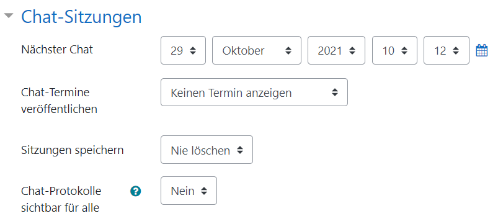 Chat-Sitzungen
Nächster Chat 29 Oktober 2021 10 12
Chat-Termine
veröffentlichen
Keinen Termin anzeigen
Sitzungen speichern Nie löschen
Chat-Protokolle
sichtbar für alle
Nein